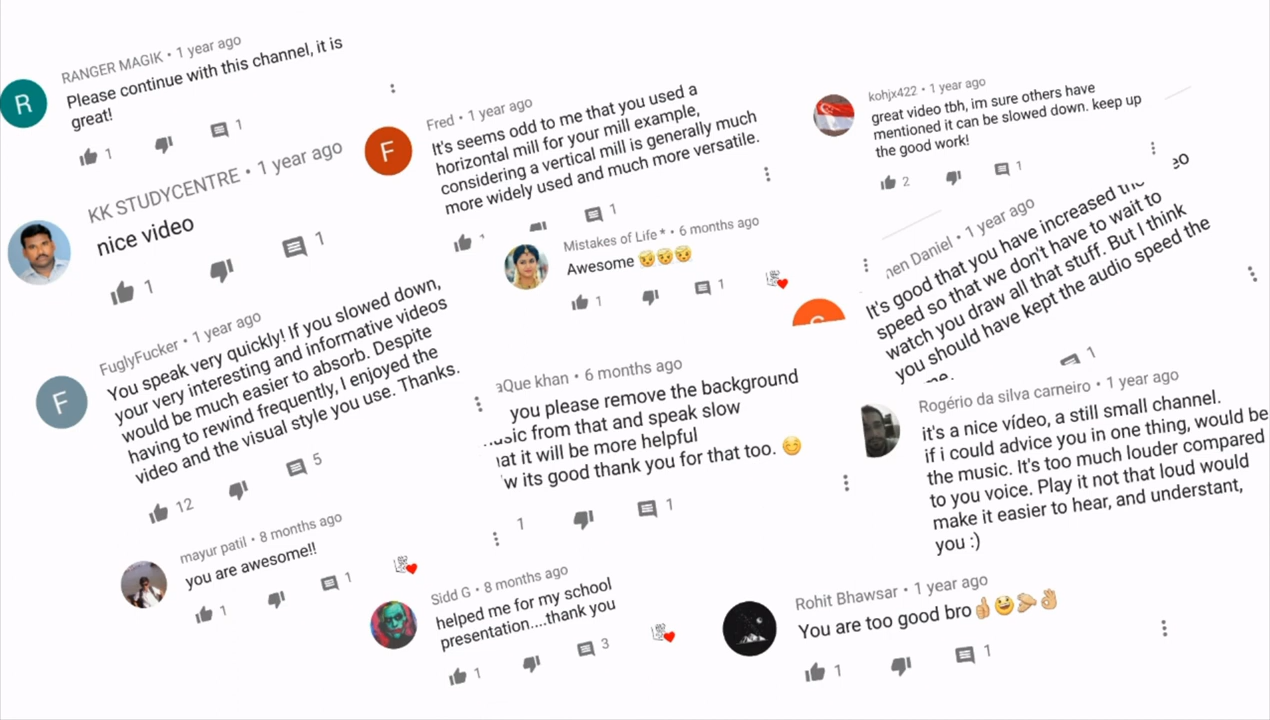 RANGER MAGIK • 1 year ago
Please continue with this channel, it is
great!
R
1
1
KK STUDYCENTRE • 1 year ago
nice video
1
1
FuglyFucker • 1 year ago
You speak very quickly! If you slowed down,
your very interesting and informative videos
would be much easier to absorb. Despite
having to rewind frequently, I enjoyed the
video and the visual style you use. Thanks.
F
12
5
mayur patil • 8 months ago
you are awesome!!
1
1
Fred • 1 year ago
It's seems odd to me that you used a
horizontal mill for your mill example,
considering a vertical mill is generally much
more widely used and much more versatile.
F
1
Mistakes of Life * • 6 months ago
Awesome 🤯🤯🤯
1
1
aQue khan • 6 months ago
you please remove the background
from that and speak slow
it will be more helpful
its good thank you for that too. 😊
1
1
Sidd G • 8 months ago
helped me for my school
presentation....thank you
1
3
kohjx422 • 1 year ago
great video tbh, im sure others have
mentioned it can be slowed down. keep up
the good work!
2
1
Daniel • 1 year ago
It's good that you have increased the
speed so that we don't have to wait to
watch you draw all that stuff. But I think
you should have kept the audio speed the
1
Rogério da silva carneiro • 1 year ago
it's a nice vídeo, a still small channel.
if i could advice you in one thing, would be
the music. It's too much louder compared
to you voice. Play it not that loud would
make it easier to hear, and understant,
you :)
Rohit Bhawsar • 1 year ago
You are too good bro👍😃👏👌
1
1